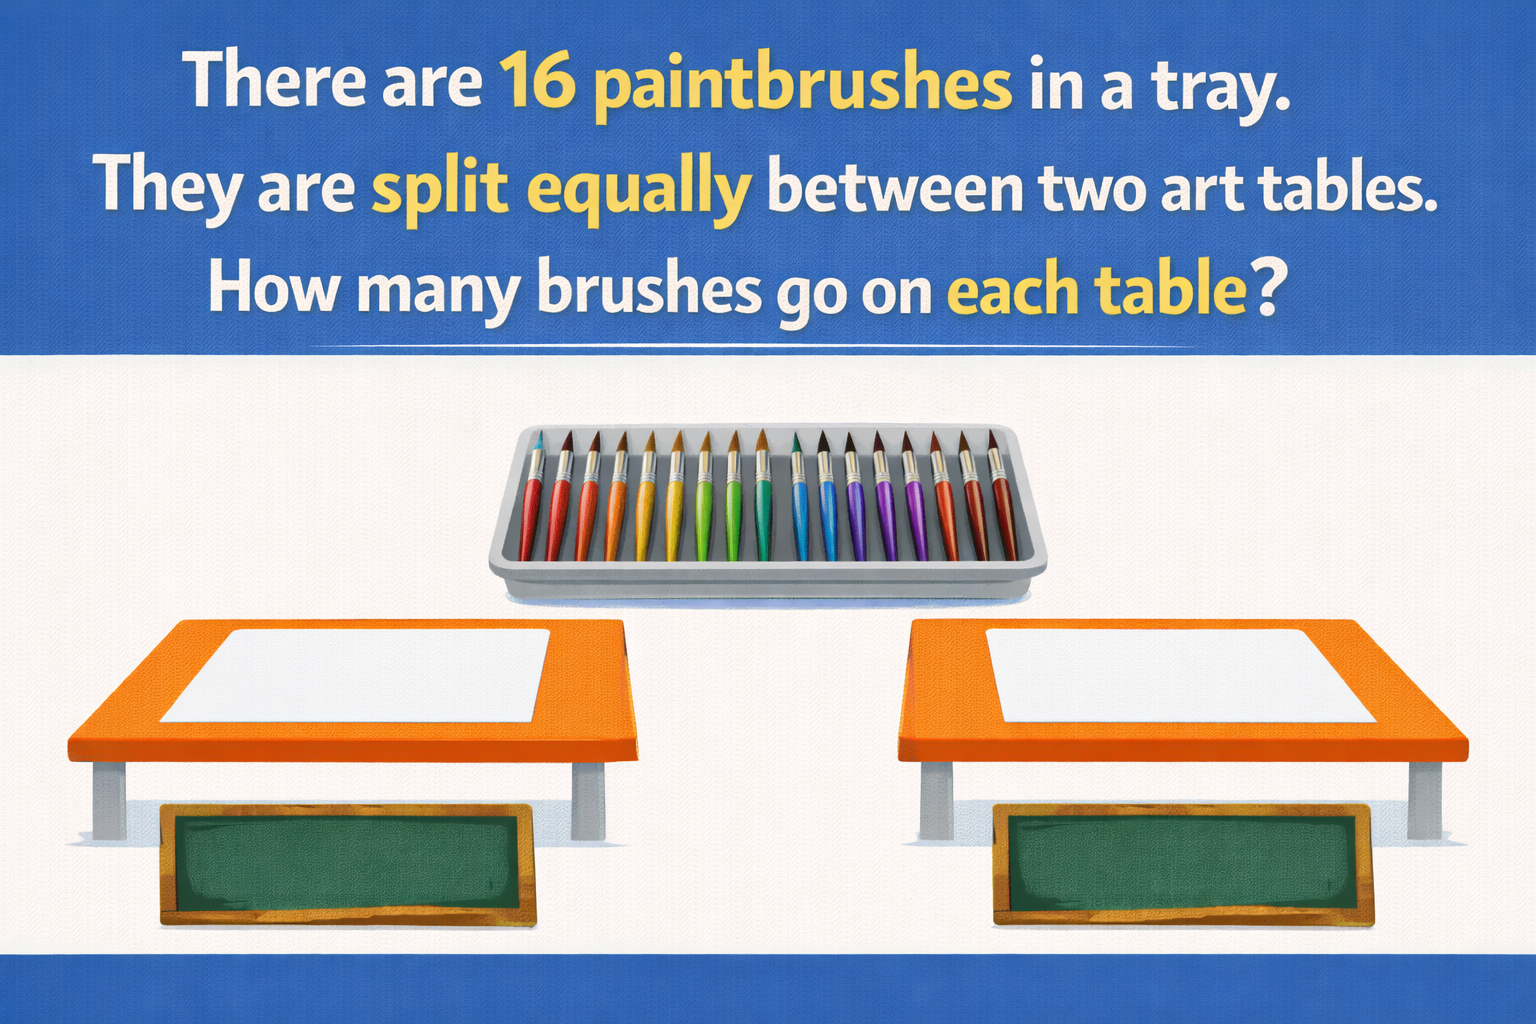 There are 16 paintbrushes in a tray.
They are split equally between two art tables.
How many brushes go on each table?